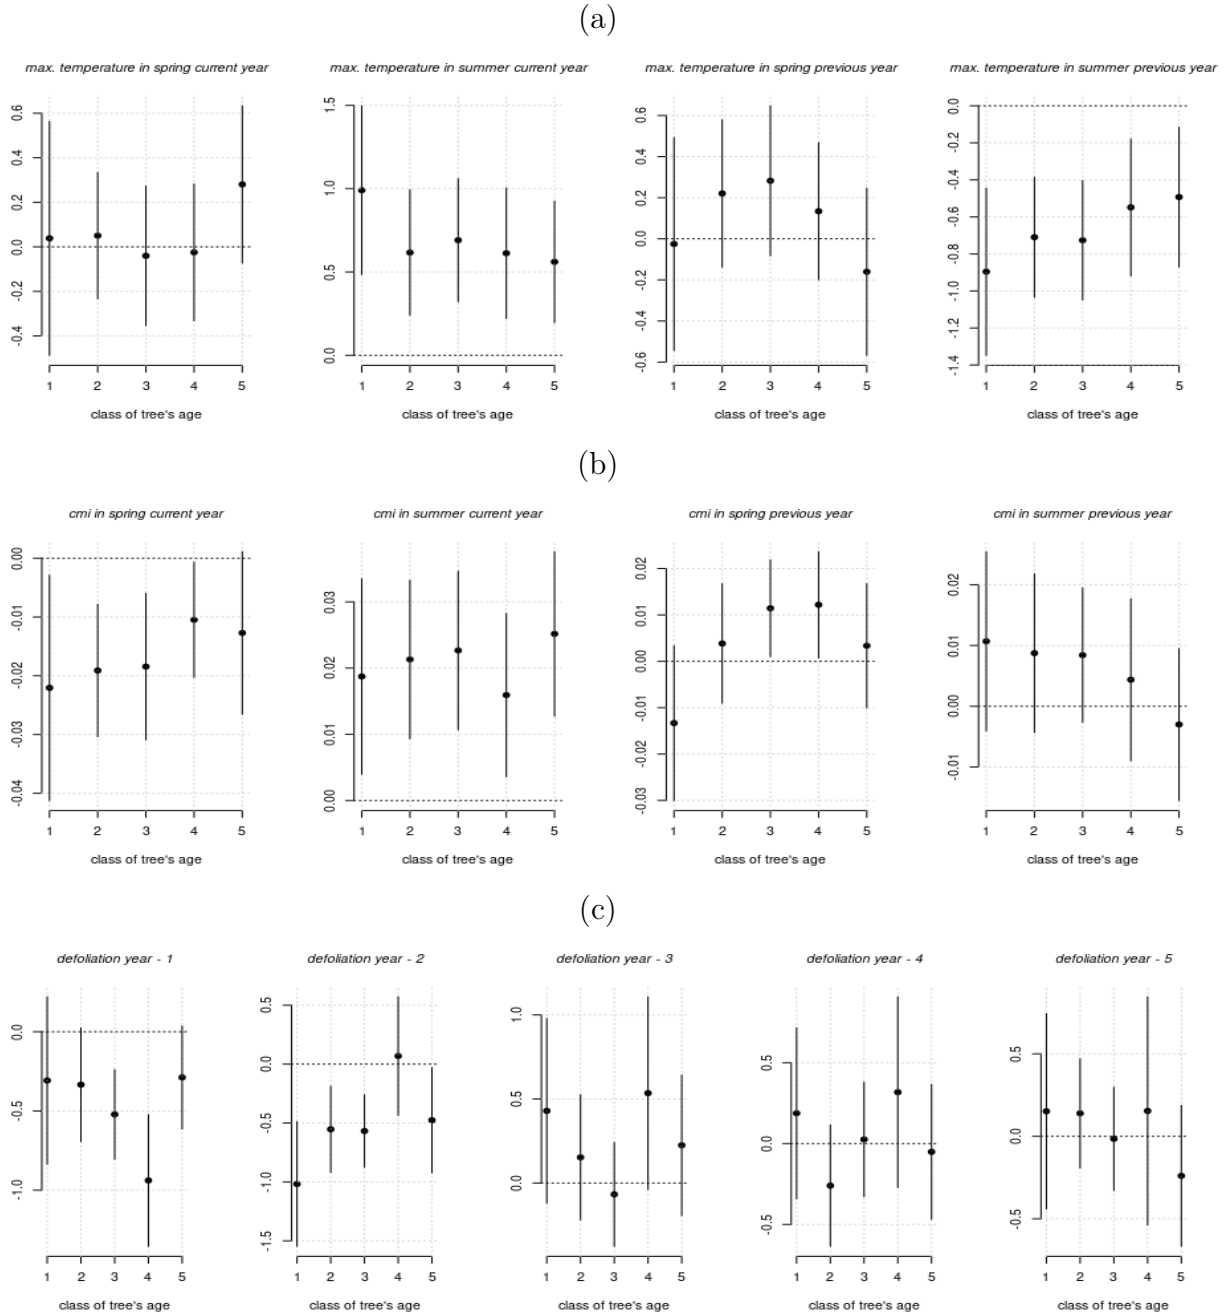 (a)
max. temperature in spring current year
max. temperature in summer current year
max. temperature in spring previous year
max. temperature in summer previous year
0.6
0.4
0.2
0.0
-0.2
-0.4
1 2 3 4 5
class of tree's age
1.5
1.0
0.5
0.0
1 2 3 4 5
class of tree's age
0.6
0.4
0.2
0.0
-0.2
-0.4
-0.6
1 2 3 4 5
class of tree's age
0.0
-0.2
-0.4
-0.6
-0.8
-1.0
-1.2
-1.4
1 2 3 4 5
class of tree's age
(b)
cmi in spring current year
cmi in summer current year
cmi in spring previous year
cmi in summer previous year
0.00
-0.01
-0.02
-0.03
-0.04
1 2 3 4 5
class of tree's age
0.03
0.02
0.01
0.00
1 2 3 4 5
class of tree's age
0.02
0.01
0.00
-0.01
-0.02
-0.03
1 2 3 4 5
class of tree's age
0.02
0.01
0.00
-0.01
1 2 3 4 5
class of tree's age
(c)
defoliation year - 1
defoliation year - 2
defoliation year - 3
defoliation year - 4
defoliation year - 5
0.0
-0.5
-1.0
1 2 3 4 5
class of tree's age
0.5
0.0
-0.5
-1.0
-1.5
1 2 3 4 5
class of tree's age
1.0
0.5
0.0
1 2 3 4 5
class of tree's age
0.5
0.0
-0.5
1 2 3 4 5
class of tree's age
0.5
0.0
-0.5
1 2 3 4 5
class of tree's age